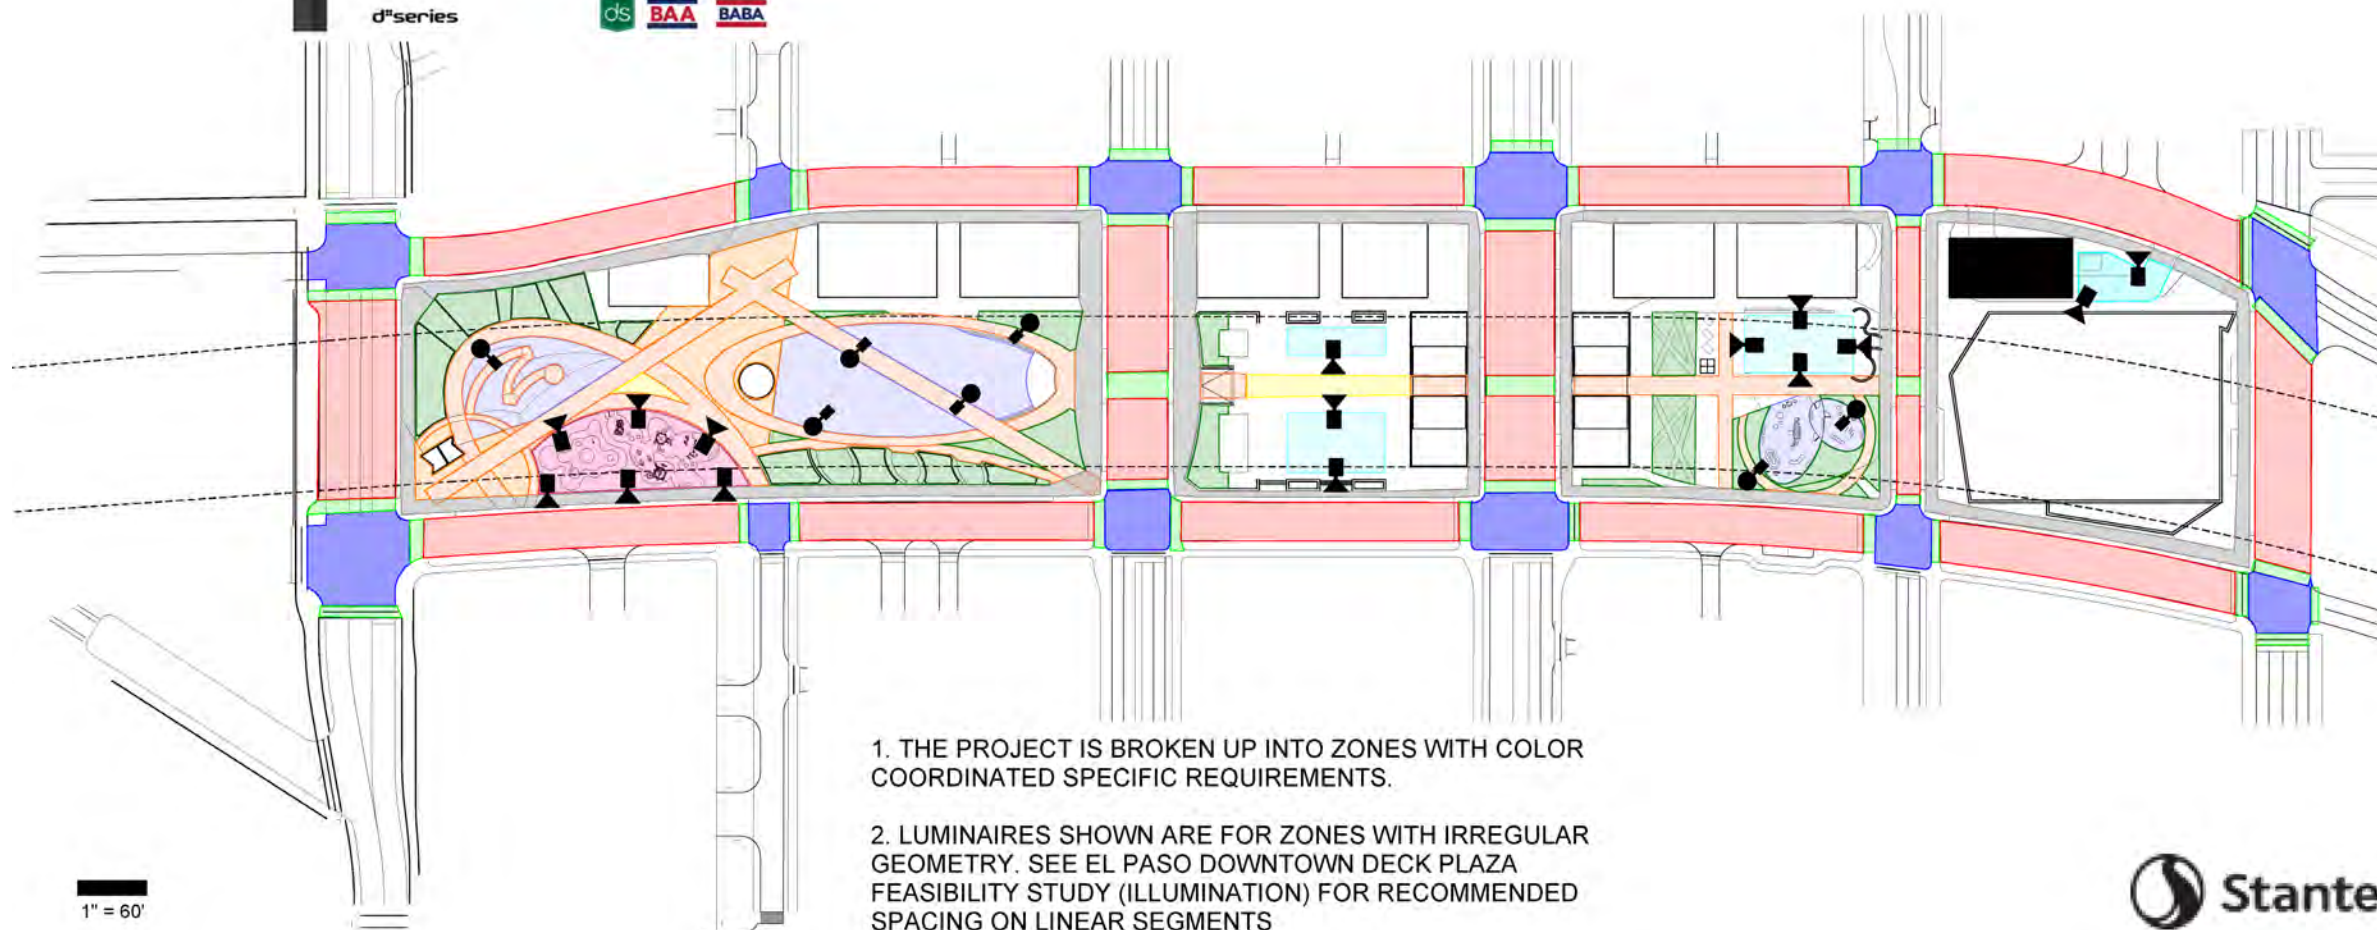 d"series
ds BAA BABA
1. THE PROJECT IS BROKEN UP INTO ZONES WITH COLOR
COORDINATED SPECIFIC REQUIREMENTS.
2. LUMINAIRES SHOWN ARE FOR ZONES WITH IRREGULAR
GEOMETRY. SEE EL PASO DOWNTOWN DECK PLAZA
FEASIBILITY STUDY (ILLUMINATION) FOR RECOMMENDED
SPACING ON LINEAR SEGMENTS
1" = 60'
Stante